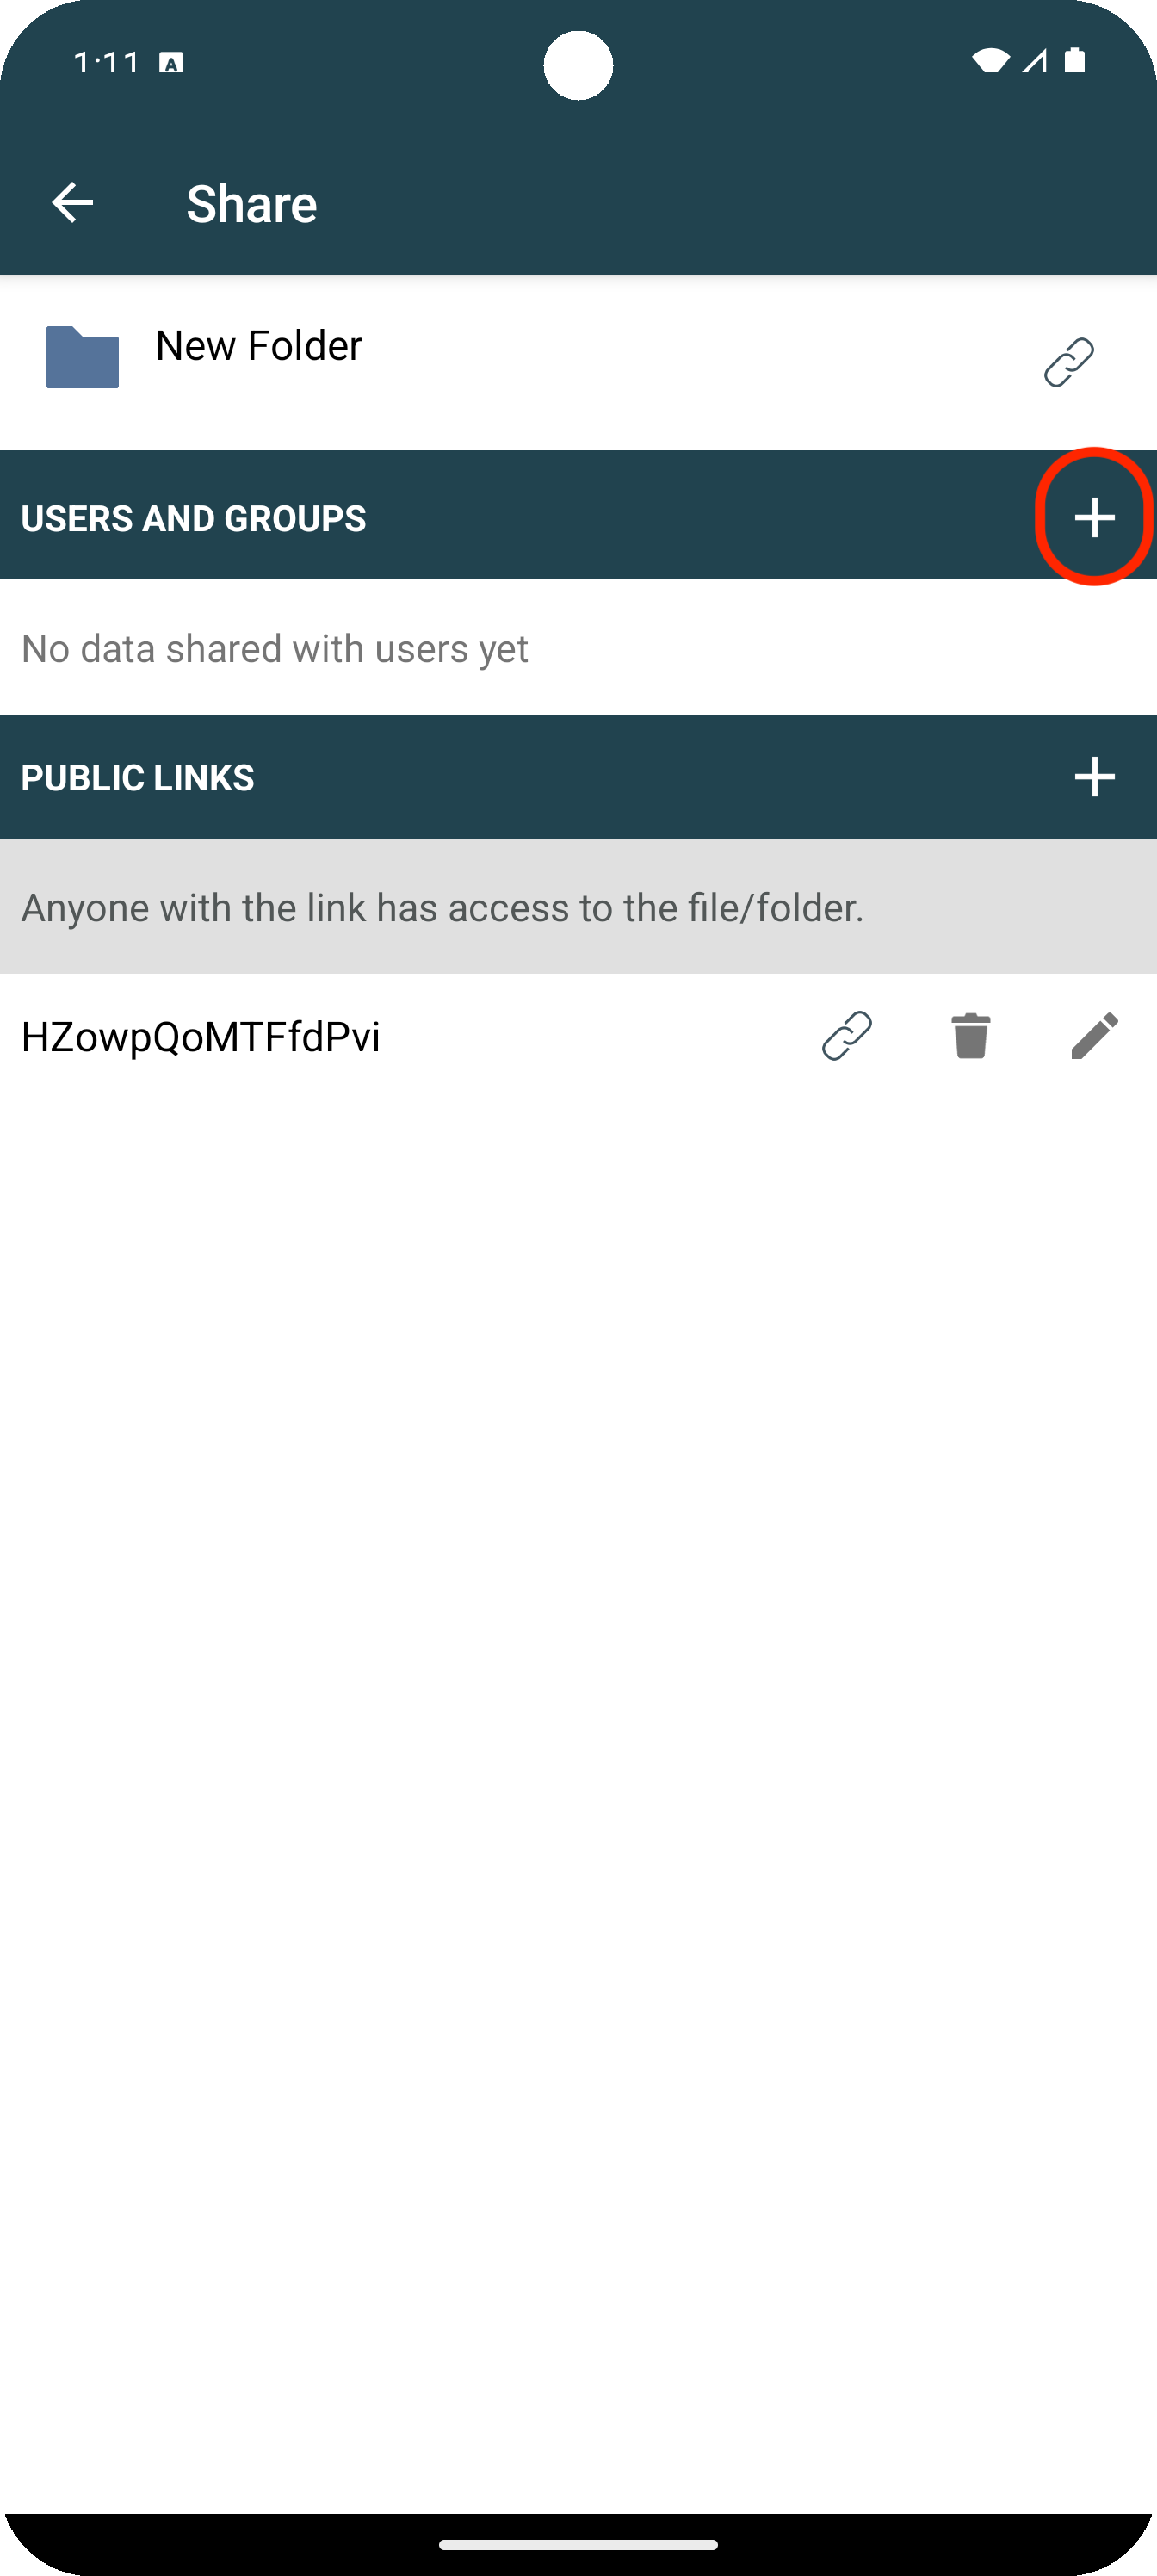 1:11 A
Share
New Folder
USERS AND GROUPS
No data shared with users yet
PUBLIC LINKS
Anyone with the link has access to the file/folder.
HZowpQoMTFfdPvi